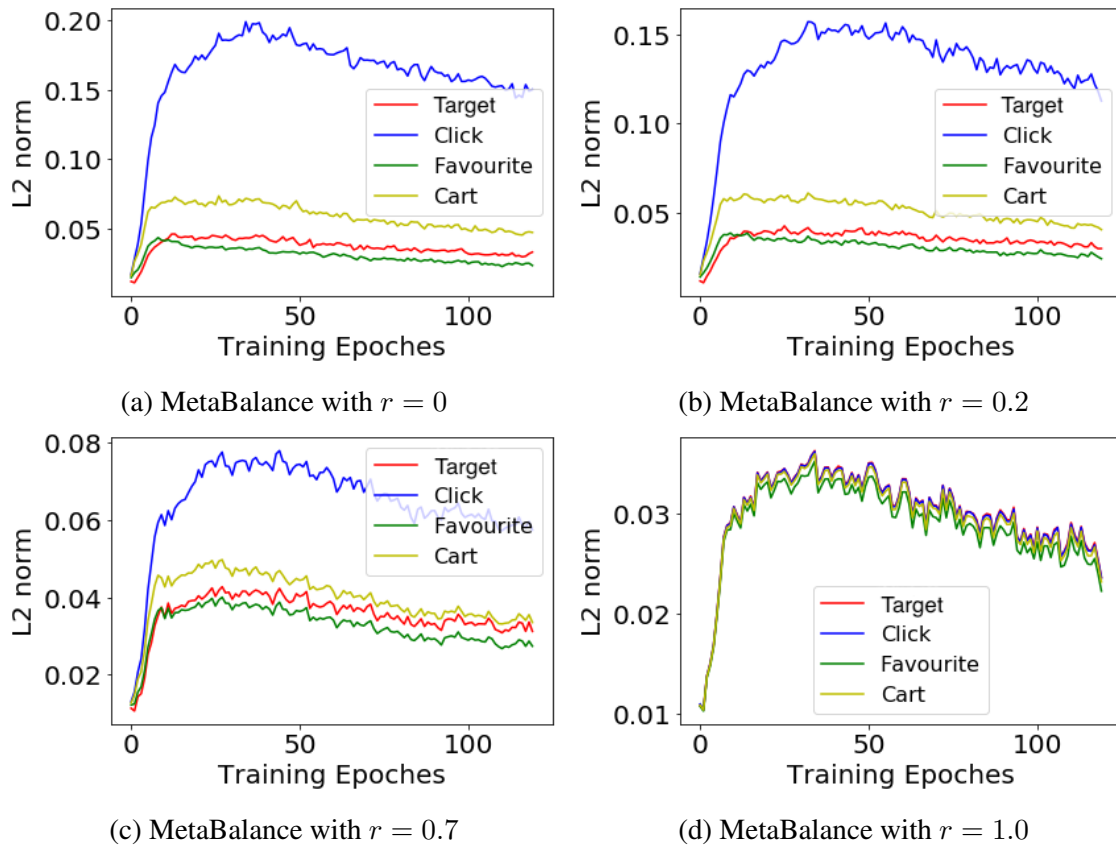 0.20
0.15
0.10
0.05
L2 norm
Target
Click
Favourite
Cart
0
50
100
Training Epoches
(a) MetaBalance with r = 0
0.15
0.10
0.05
L2 norm
Target
Click
Favourite
Cart
0
50
100
Training Epoches
(b) MetaBalance with r = 0.2
0.08
0.06
0.04
0.02
L2 norm
Target
Click
Favourite
Cart
0
50
100
Training Epoches
(c) MetaBalance with r = 0.7
0.03
0.02
0.01
L2 norm
Target
Click
Favourite
Cart
0
50
100
Training Epoches
(d) MetaBalance with r = 1.0